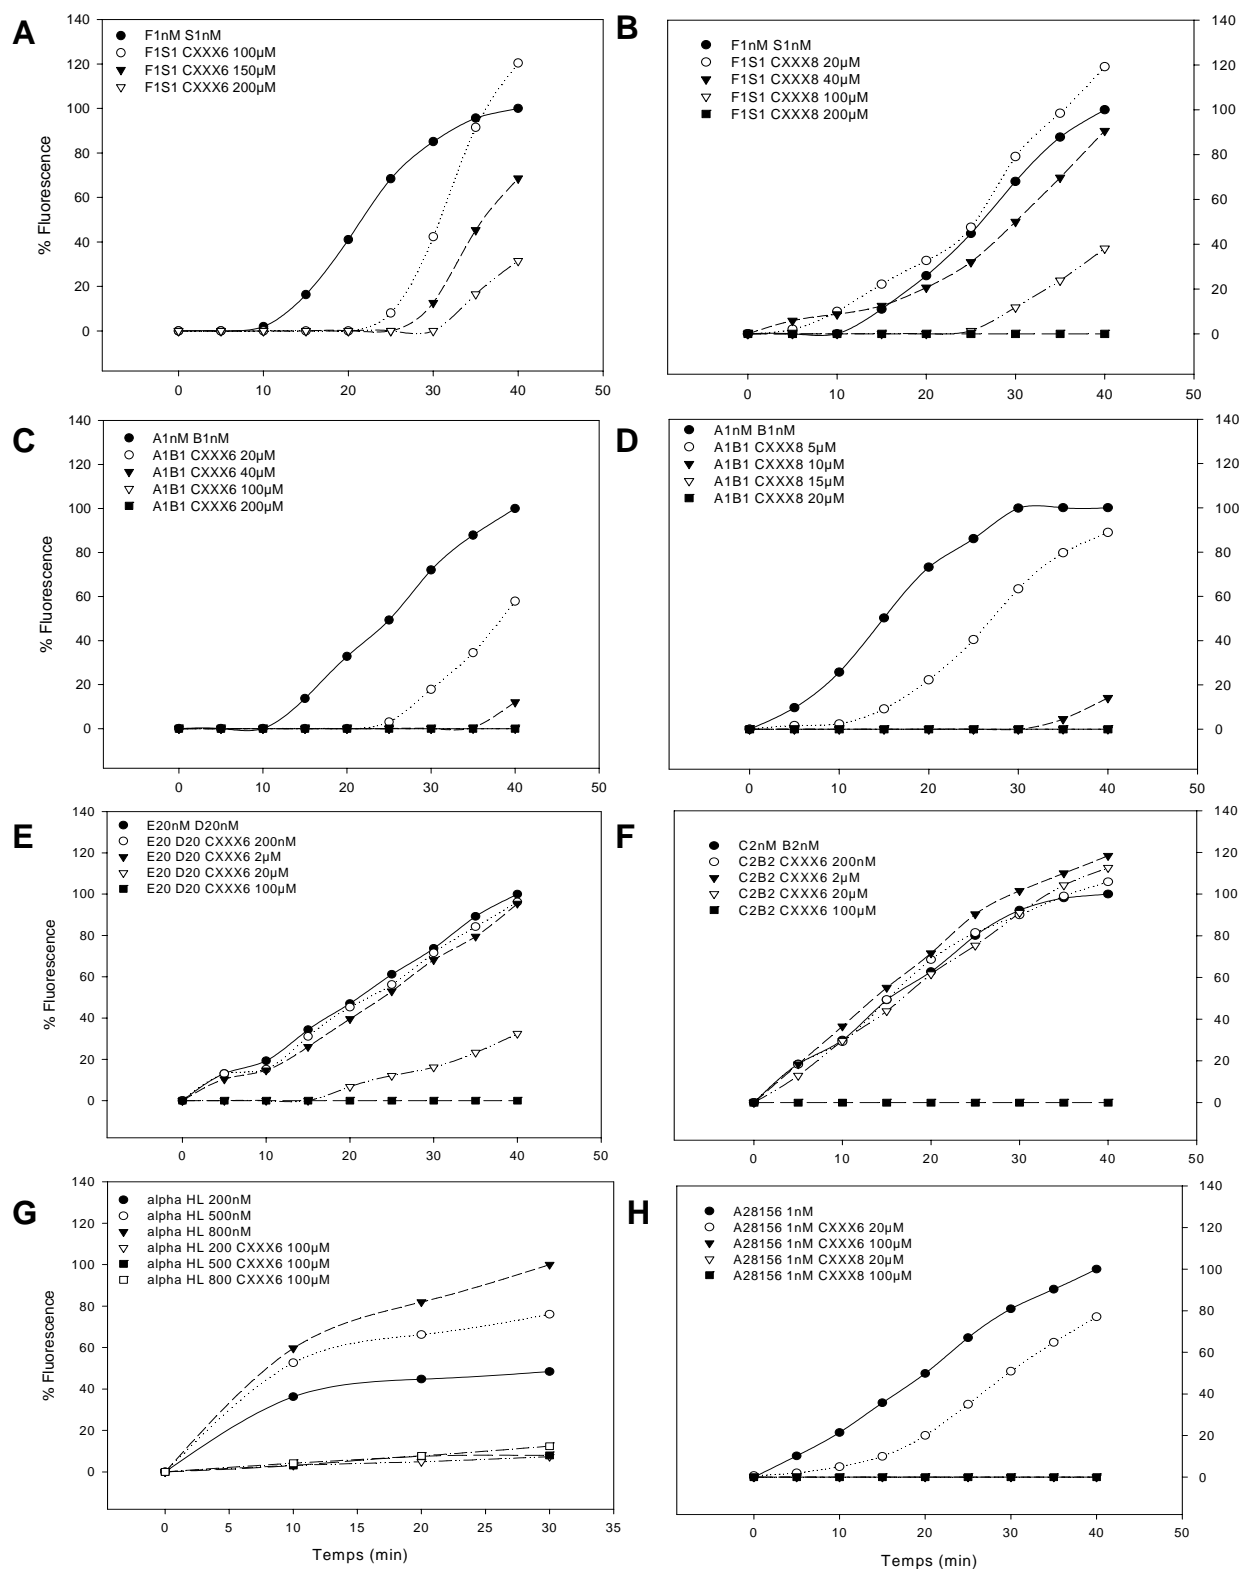 A
F1nM S1nM
F1S1 CXXX6 100µM
F1S1 CXXX6 150µM
F1S1 CXXX6 200µM
% Fluorescence
140
120
100
80
60
40
20
0
0 10 20 30 40 50
B
F1nM S1nM
F1S1 CXXX8 20µM
F1S1 CXXX8 40µM
F1S1 CXXX8 100µM
F1S1 CXXX8 200µM
140
120
100
80
60
40
20
0
0 10 20 30 40 50
C
A1nM B1nM
A1B1 CXXX6 20µM
A1B1 CXXX6 40µM
A1B1 CXXX6 100µM
A1B1 CXXX6 200µM
% Fluorescence
140
120
100
80
60
40
20
0
0 10 20 30 40 50
D
A1nM B1nM
A1B1 CXXX8 5µM
A1B1 CXXX8 10µM
A1B1 CXXX8 15µM
A1B1 CXXX8 20µM
140
120
100
80
60
40
20
0
0 10 20 30 40 50
E
E20nM D20nM
E20 D20 CXXX6 200nM
E20 D20 CXXX6 2µM
E20 D20 CXXX6 20µM
E20 D20 CXXX6 100µM
% Fluorescence
140
120
100
80
60
40
20
0
0 10 20 30 40 50
F
C2nM B2nM
C2B2 CXXX6 200nM
C2B2 CXXX6 2µM
C2B2 CXXX6 20µM
C2B2 CXXX6 100µM
140
120
100
80
60
40
20
0
0 10 20 30 40 50
G
alpha HL 200nM
alpha HL 500nM
alpha HL 800nM
alpha HL 200 CXXX6 100µM
alpha HL 500 CXXX6 100µM
alpha HL 800 CXXX6 100µM
% Fluorescence
140
120
100
80
60
40
20
0
0 5 10 15 20 25 30 35
Temps (min)
H
A28156 1nM
A28156 1nM CXXX6 20µM
A28156 1nM CXXX6 100µM
A28156 1nM CXXX8 20µM
A28156 1nM CXXX8 100µM
140
120
100
80
60
40
20
0
0 10 20 30 40 50
Temps (min)